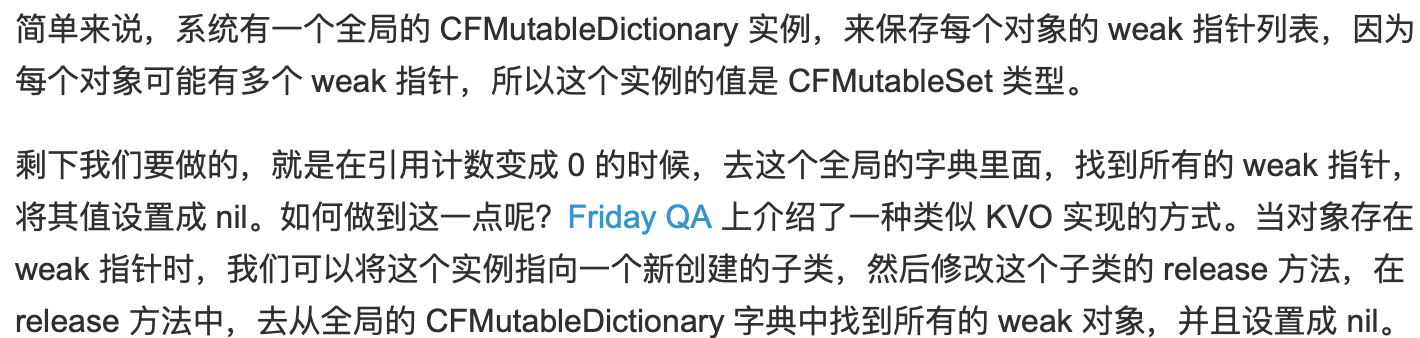 简单来说，系统有一个全局的 CFMutableDictionary 实例，来保存每个对象的 weak 指针列表，因为
每个对象可能有多个 weak 指针，所以这个实例的值是 CFMutableSet 类型。
剩下我们要做的，就是在引用计数变成 0 的时候，去这个全局的字典里面，找到所有的 weak 指针，
将其值设置成 nil。如何做到这一点呢？Friday QA 上介绍了一种类似 KVO 实现的方式。当对象存在
weak 指针时，我们可以将这个实例指向一个新创建的子类，然后修改这个子类的 release 方法，在
release 方法中，去从全局的 CFMutableDictionary 字典中找到所有的 weak 对象，并且设置成 nil。